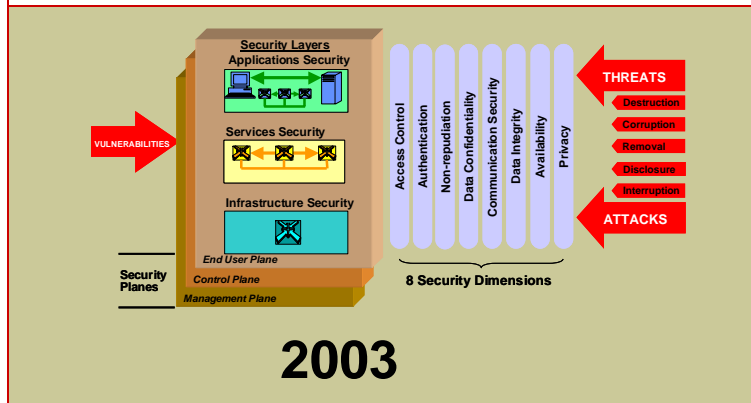 Security Layers
Applications Security
Services Security
Infrastructure Security
End User Plane
Control Plane
Management Plane
VULNERABILITIES
Security
Planes
Access Control
Authentication
Non-repudiation
Data Confidentiality
Communication Security
Data Integrity
Availability
Privacy
8 Security Dimensions
THREATS
Destruction
Corruption
Removal
Disclosure
Interruption
ATTACKS
2003